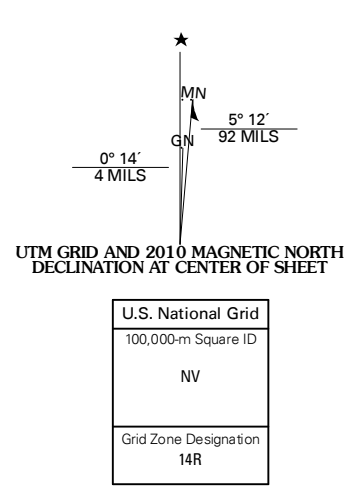 MN
5° 12´
92 MILS
GN
0° 14´
4 MILS
UTM GRID AND 2010 MAGNETIC NORTH
DECLINATION AT CENTER OF SHEET
U.S. National Grid
100,000-m Square ID
NV
Grid Zone Designation
14R